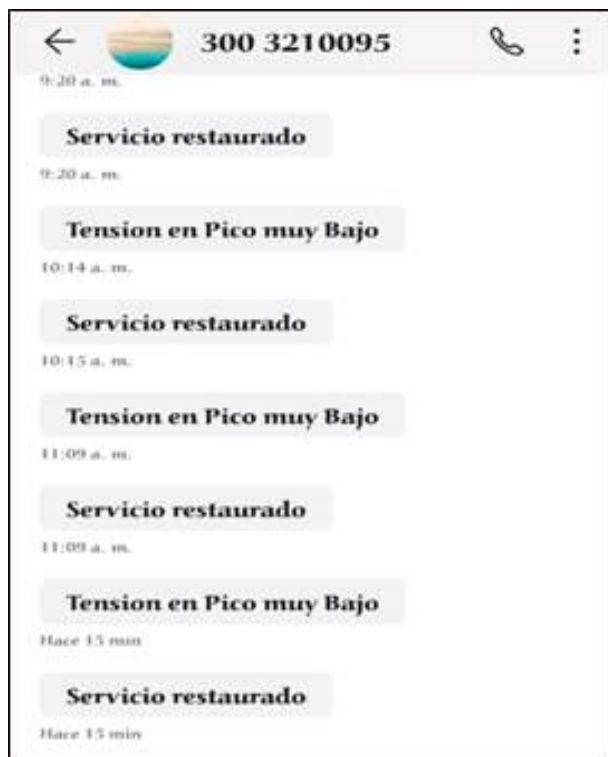 300 3210095
9:20 a. m.
Servicio restaurado
9:20 a. m.
Tension en Pico muy Bajo
10:14 a. m.
Servicio restaurado
10:15 a. m.
Tension en Pico muy Bajo
11:09 a. m.
Servicio restaurado
11:09 a. m.
Tension en Pico muy Bajo
Hace 15 min
Servicio restaurado
Hace 15 min